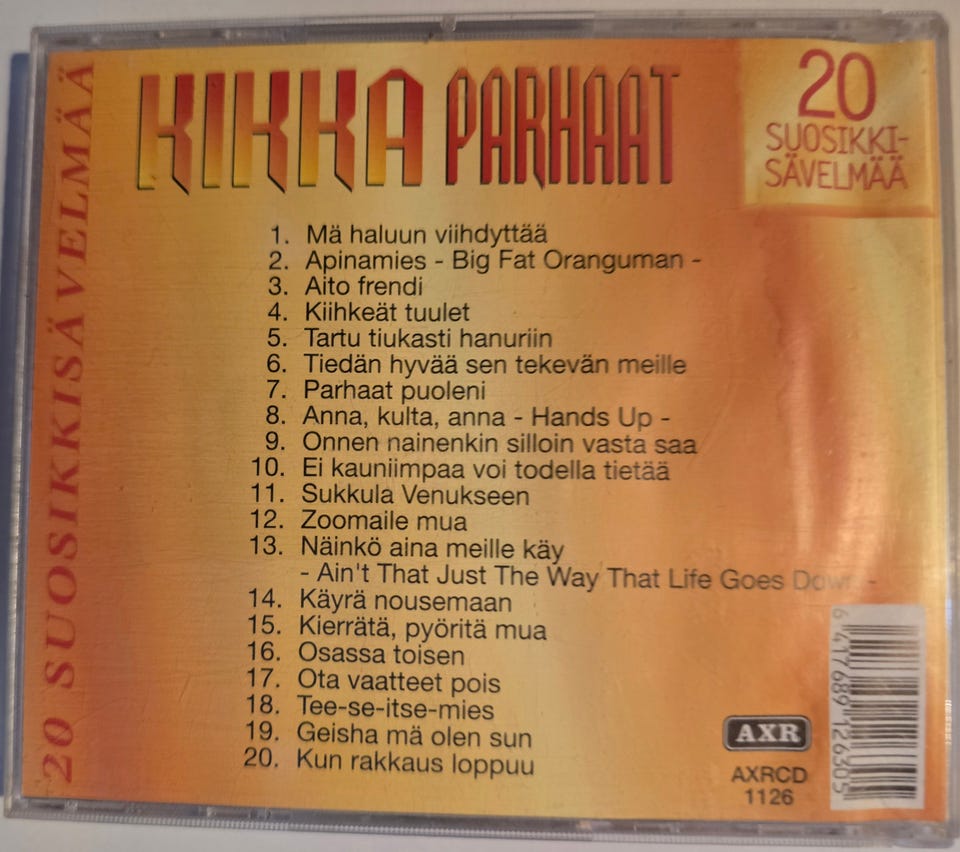 20 SUOSIKKISÄVELMÄÄ
KIKKA PARHAAT
20
SUOSIKKI-
SÄVELMÄÄ
1. Mä haluun viihdyttää
2. Apinamies - Big Fat Oranguman -
3. Aito frendi
4. Kiihkeät tuulet
5. Tartu tiukasti hanuriin
6. Tiedän hyvää sen tekevän meille
7. Parhaat puoleni
8. Anna, kulta, anna - Hands Up -
9. Onnen nainenkin silloin vasta saa
10. Ei kauniimpaa voi todella tietää
11. Sukkula Venukseen
12. Zoomaile mua
13. Näinkö aina meille käy
- Ain't That Just The Way That Life Goes Down -
14. Käyrä nousemaan
15. Kierrätä, pyöritä mua
16. Osassa toisen
17. Ota vaatteet pois
18. Tee-se-itse-mies
19. Geisha mä olen sun
20. Kun rakkaus loppuu
AXR
AXRCD
1126
6 417689 126305